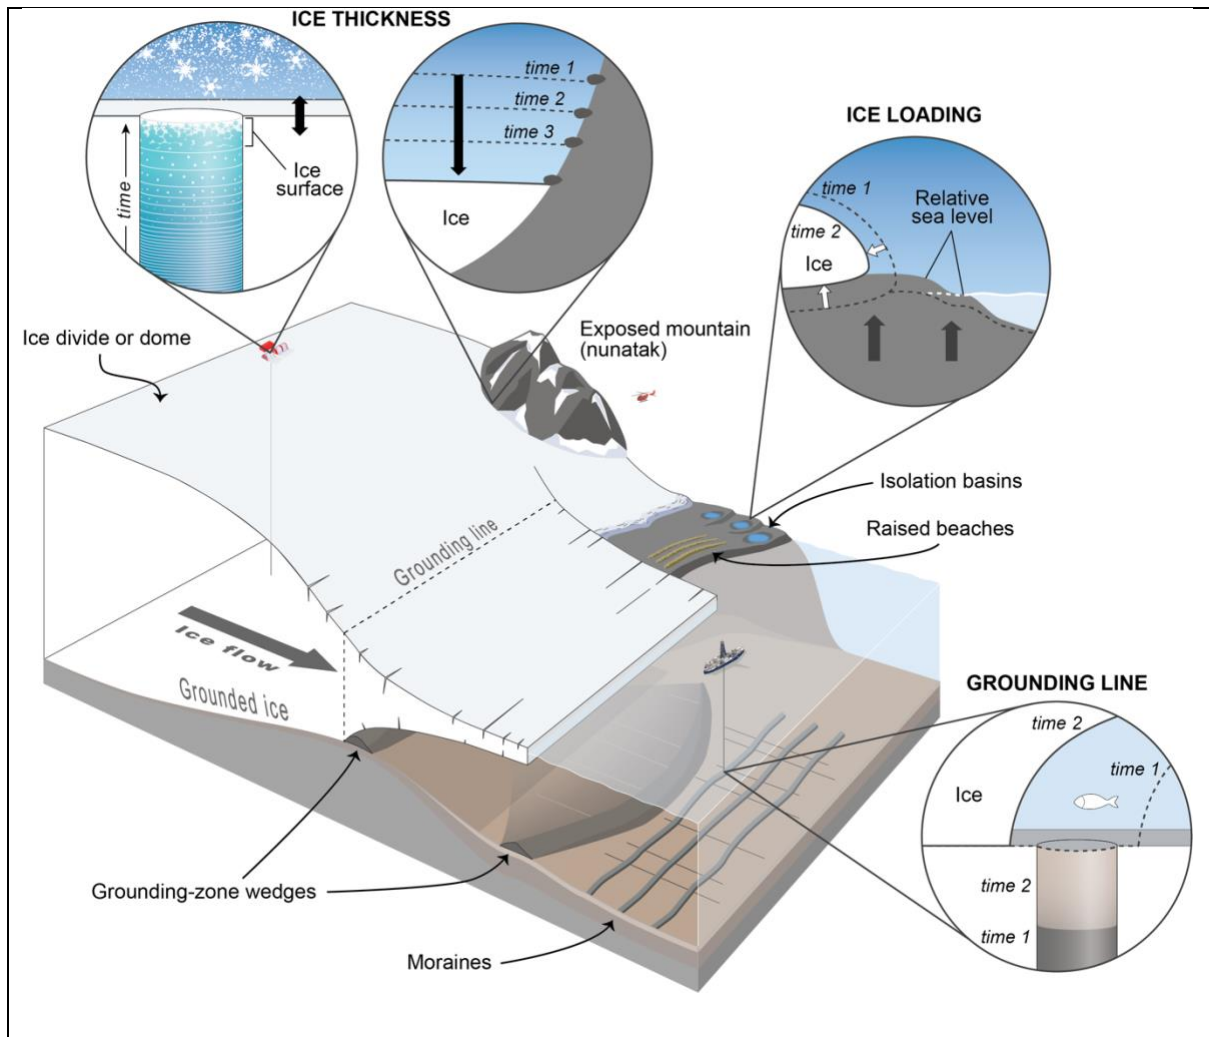 ICE THICKNESS
time
Ice
surface
time 1
time 2
time 3
Ice
ICE LOADING
time 1
Relative
sea level
time 2
Ice
Ice divide or dome
Exposed mountain
(nunatak)
Isolation basins
Raised beaches
Grounding line
Ice flow
Grounded ice
GROUNDING LINE
time 2
time 1
Ice
time 2
time 1
Grounding-zone wedges
Moraines